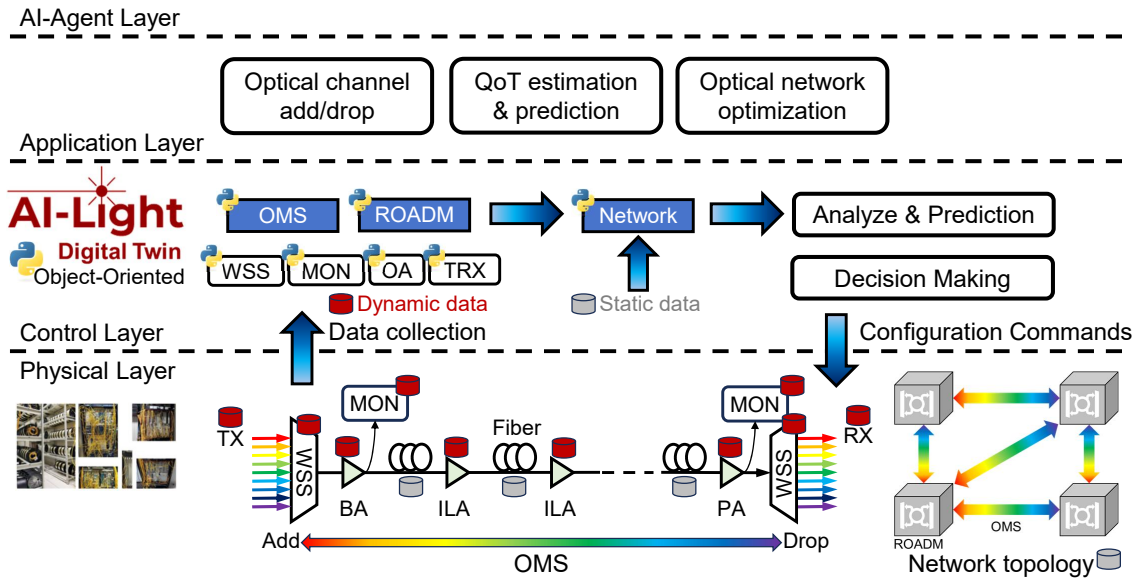 AI-Agent Layer
Optical channel
add/drop
QoT estimation
& prediction
Optical network
optimization
Application Layer
AI-Light
Digital Twin
Object-Oriented
OMS
ROADM
Network
Analyze & Prediction
WSS
MON
OA
TRX
Decision Making
Dynamic data
Static data
Control Layer
Data collection
Configuration Commands
Physical Layer
MON
MON
TX
Fiber
RX
WSS
WSS
BA
ILA
ILA
PA
OMS
ROADM
Add
Drop
OMS
Network topology